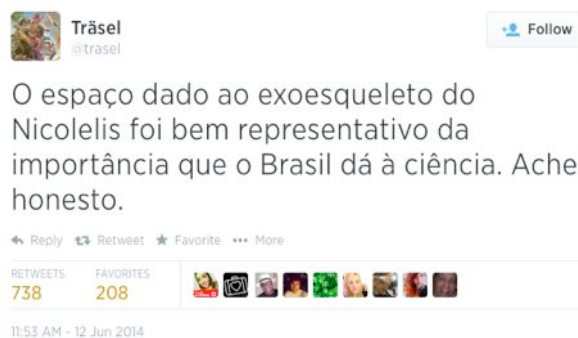 Träsel
@trasel
Follow
O espaço dado ao exoesqueleto do
Nicolelis foi bem representativo da
importância que o Brasil dá à ciência. Ache
honesto.
Reply Retweet Favorite More
RETWEETS FAVORITES
738 208
11:53 AM - 12 Jun 2014